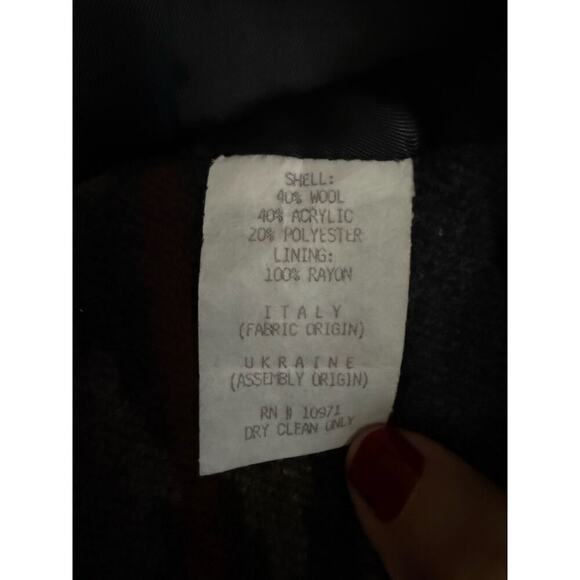 SHELL:
40% WOOL
40% ACRYLIC
20% POLYESTER
LINING:
100% RAYON
ITALY
(FABRIC ORIGIN)
UKRAINE
(ASSEMBLY ORIGIN)
RN # 10971
DRY CLEAN ONLY